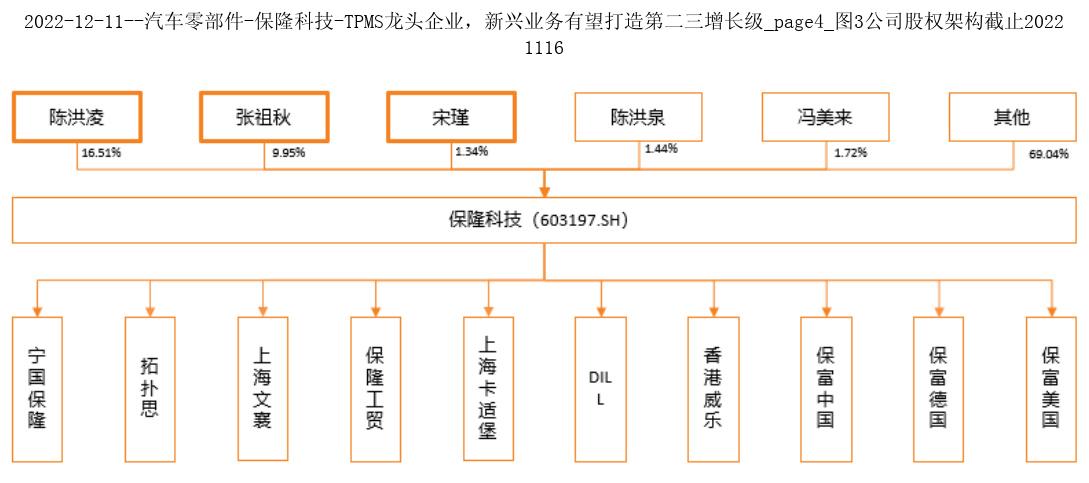 2022-12-11--汽车零部件-保隆科技-TPMS龙头企业，新兴业务有望打造第二三增长级_page4_图3公司股权架构截止2022
1116
陈洪凌
张祖秋
宋瑾
陈洪泉
冯美来
其他
16.51%
9.95%
1.34%
1.44%
1.72%
69.04%
保隆科技（603197.SH）
宁国保隆
拓扑思
上海文襄
保隆工贸
上海卡适堡
DIL
L
香港威乐
保富中国
保富德国
保富美国